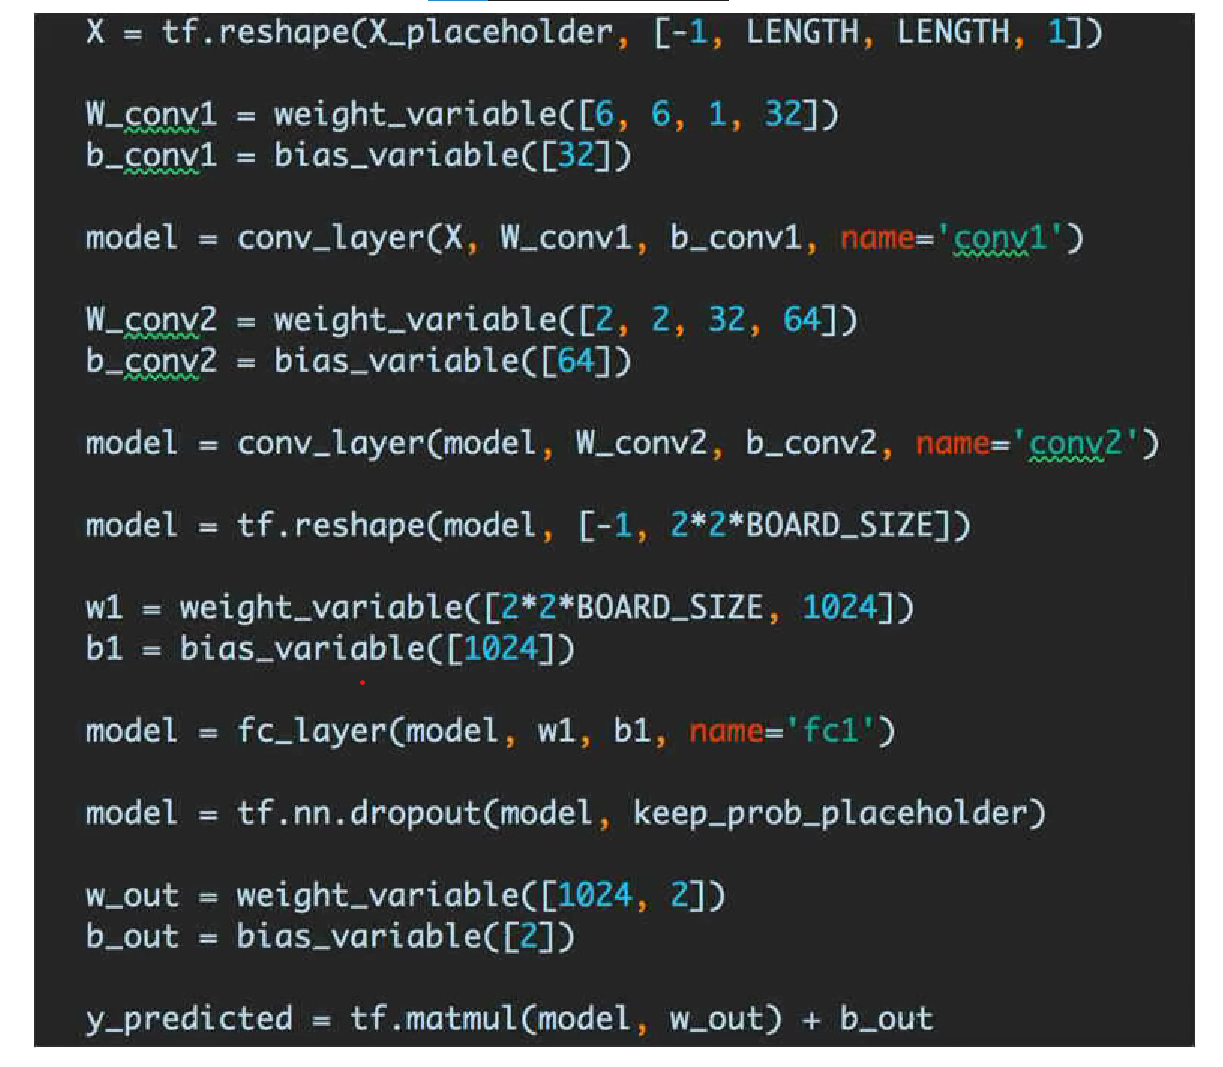 X = tf.reshape(X_placeholder, [-1, LENGTH, LENGTH, 1])
W_conv1 = weight_variable([6, 6, 1, 32])
b_conv1 = bias_variable([32])
model = conv_layer(X, W_conv1, b_conv1, name='conv1')
W_conv2 = weight_variable([2, 2, 32, 64])
b_conv2 = bias_variable([64])
model = conv_layer(model, W_conv2, b_conv2, name='conv2')
model = tf.reshape(model, [-1, 2*2*BOARD_SIZE])
w1 = weight_variable([2*2*BOARD_SIZE, 1024])
b1 = bias_variable([1024])
model = fc_layer(model, w1, b1, name='fc1')
model = tf.nn.dropout(model, keep_prob_placeholder)
w_out = weight_variable([1024, 2])
b_out = bias_variable([2])
y_predicted = tf.matmul(model, w_out) + b_out